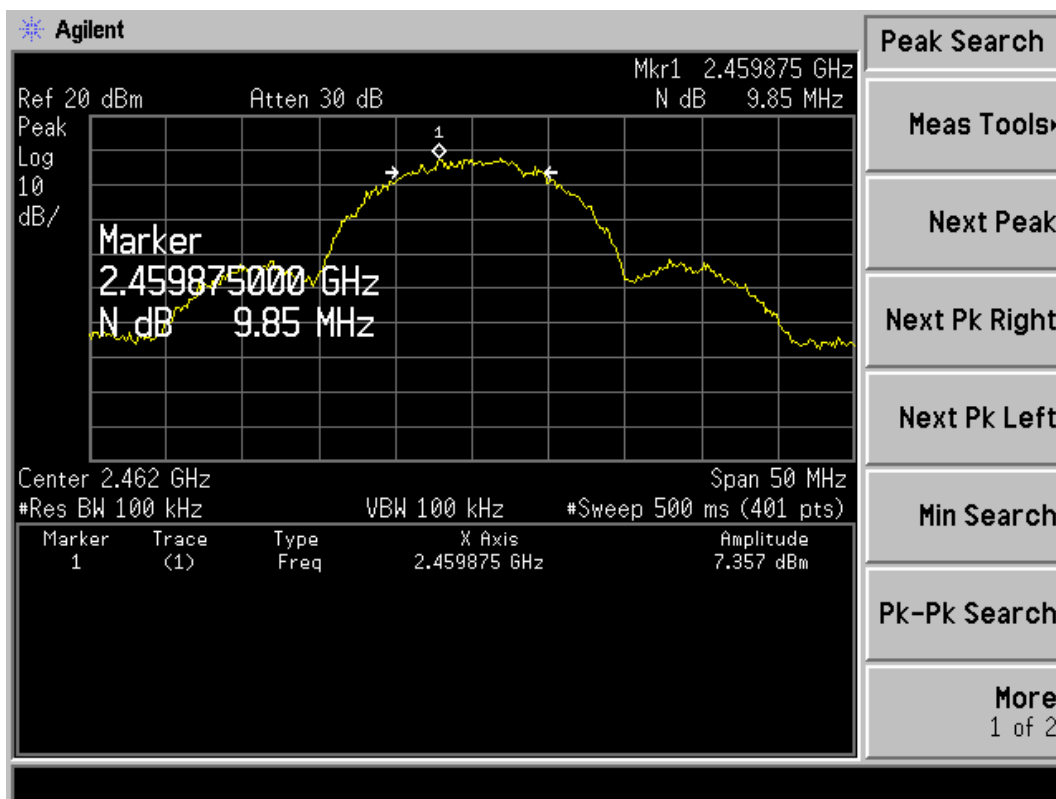 Agilent
Peak Search
Mkr1 2.459875 GHz
Ref 20 dBm Atten 30 dB N dB 9.85 MHz
Peak
Log
10
dB/
1
Marker
2.459875000 GHz
N dB 9.85 MHz
Center 2.462 GHz Span 50 MHz
#Res BW 100 kHz VBW 100 kHz #Sweep 500 ms (401 pts)
Marker Trace Type X Axis Amplitude
1 (1) Freq 2.459875 GHz 7.357 dBm
Meas Tools
Next Peak
Next Pk Right
Next Pk Left
Min Search
Pk-Pk Search
More
1 of 2